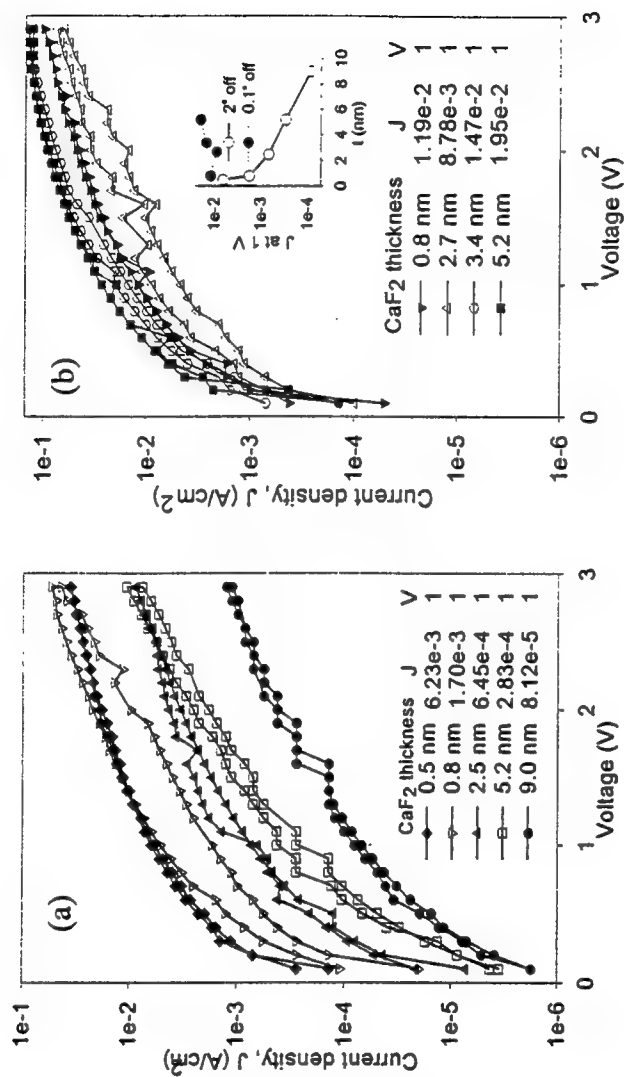 (a)
Current density, J (A/cm2)
1e-1
1e-2
1e-3
1e-4
1e-5
1e-6
0
1
2
3
Voltage (V)
CaF2 thickness J V
0.5 nm 6.23e-3 1
0.8 nm 1.70e-3 1
2.5 nm 6.45e-4 1
5.2 nm 2.83e-4 1
9.0 nm 8.12e-5 1
(b)
Current density, J (A/cm2)
1e-1
1e-2
1e-3
1e-4
1e-5
1e-6
0
1
2
3
Voltage (V)
CaF2 thickness J V
0.8 nm 1.19e-2 1
2.7 nm 8.78e-3 1
3.4 nm 1.47e-2 1
5.2 nm 1.95e-2 1
J at 1 V
1e-2
1e-3
1e-4
2° off
0.1° off
0 2 4 6 8 10
t (nm)